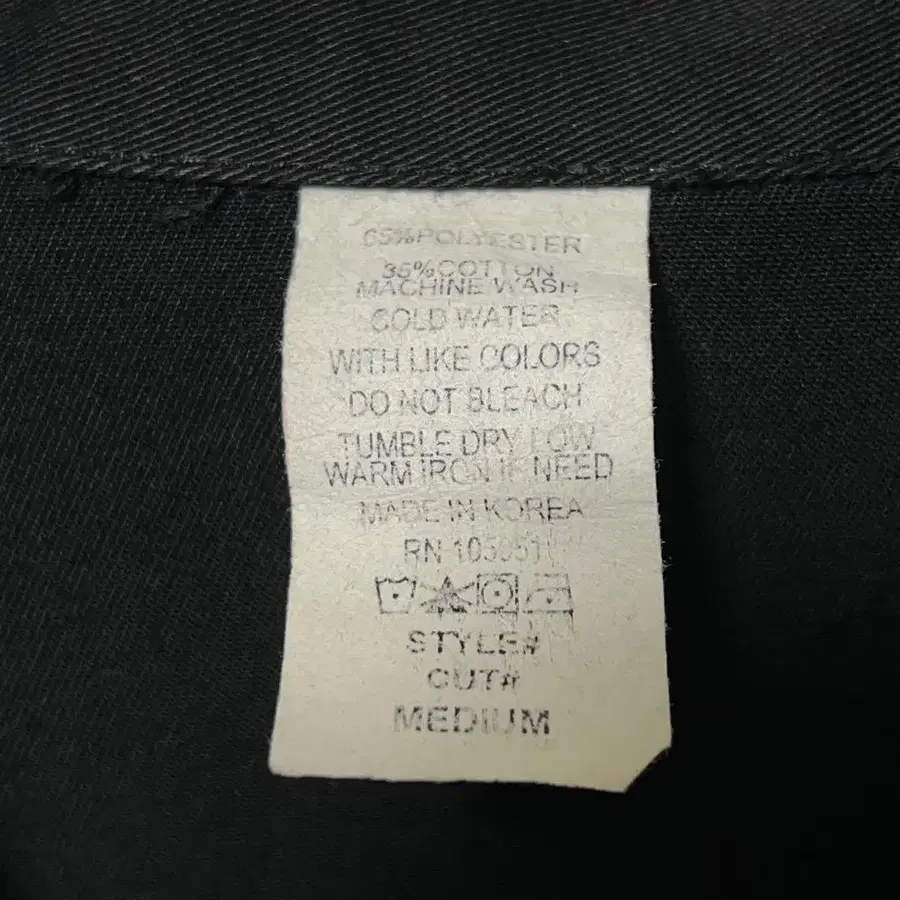 65%POLYESTER
35%COTTON
MACHINE WASH
COLD WATER
WITH LIKE COLORS
DO NOT BLEACH
TUMBLE DRY LOW
WARM IRON IF NEED
MADE IN KOREA
RN
STYLE#
CUT#
MEDIUM